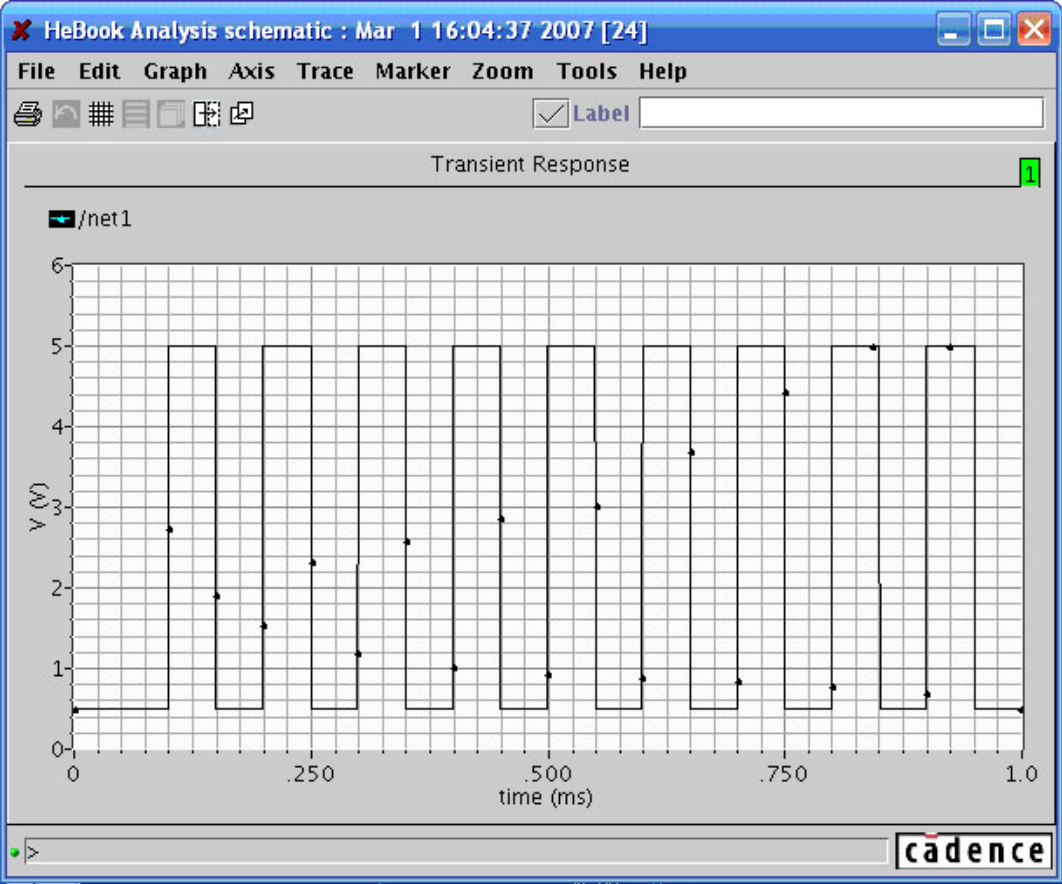 HeBook Analysis schematic : Mar 1 16:04:37 2007 [24]
File Edit Graph Axis Trace Marker Zoom Tools Help
Label
Transient Response
1
/net1
6
5
4
3
2
1
0
V (V)
0 .250 .500 .750 1.0
time (ms)
>
cadence